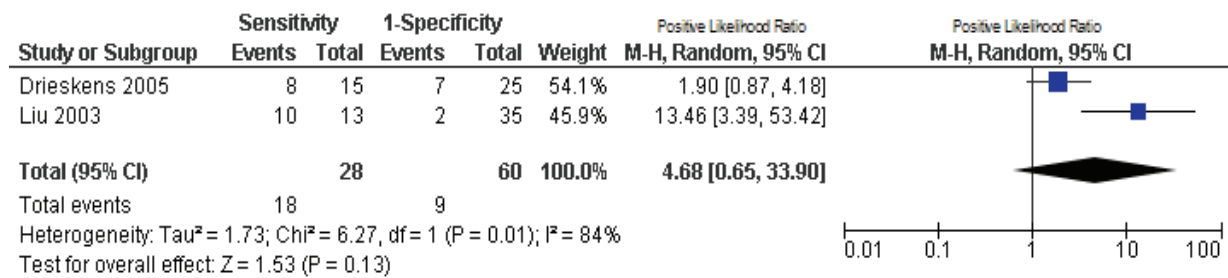 Sensitivity 1-Specificity Positive Likelihood Ratio Positive Likelihood Ratio
Study or Subgroup Events Total Events Total Weight M-H, Random, 95% CI M-H, Random, 95% CI
Drieskens 2005 8 15 7 25 54.1% 1.90 [0.87, 4.18]
Liu 2003 10 13 2 35 45.9% 13.46 [3.39, 53.42]
Total (95% CI) 28 60 100.0% 4.68 [0.65, 33.90]
Total events 18 9
Heterogeneity: Tau² = 1.73; Chi² = 6.27, df = 1 (P = 0.01); I² = 84%
Test for overall effect: Z = 1.53 (P = 0.13)
0.01 0.1 1 10 100